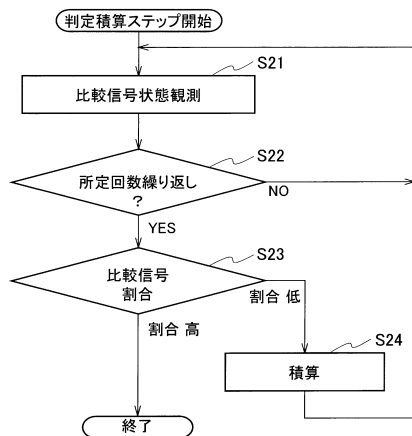 判定積算ステップ開始
S21
比較信号状態観測
S22
所定回数繰り返し
?
NO
YES
S23
比較信号
割合
割合 低
割合 高
S24
積算
終了